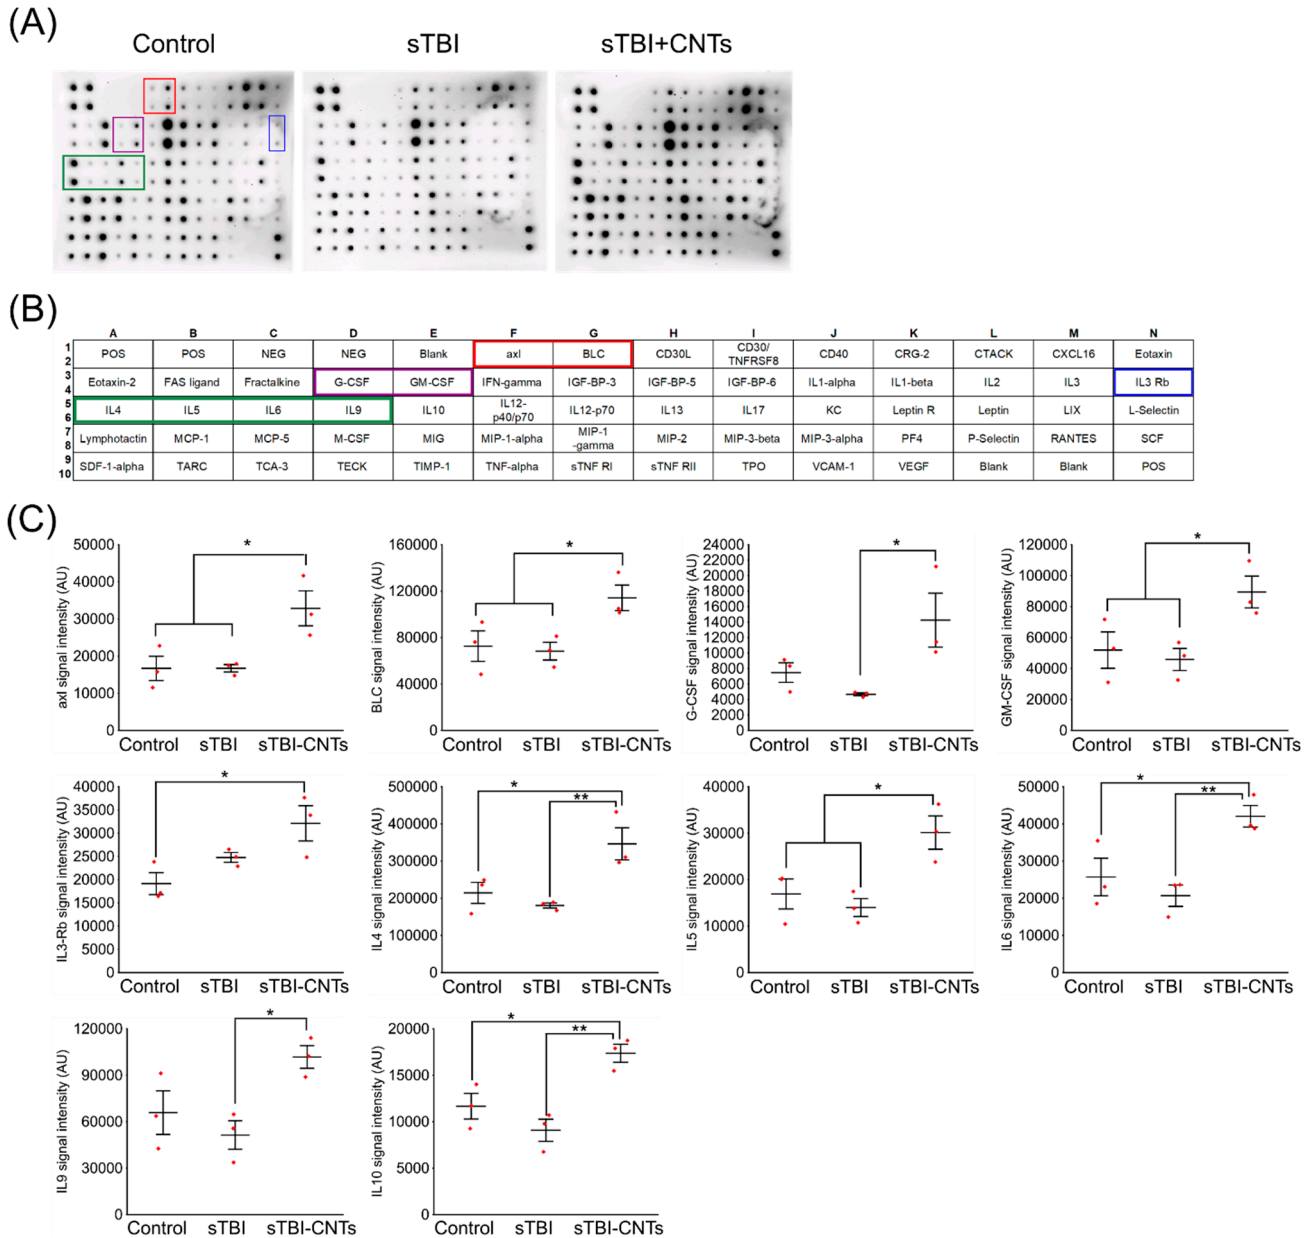 (A)
Control sTBI sTBI+CNTs
(B)
A B C D E F G H I J K L M N
1 2 POS POS NEG NEG Blank axl BLC CD30L CD30/ TNFRSF8 CD40 CRG-2 CTACK CXCL16 Eotaxin
3 4 Eotaxin-2 FAS ligand Fractalkine G-CSF GM-CSF IFN-gamma IGF-BP-3 IGF-BP-5 IGF-BP-6 IL1-alpha IL1-beta IL2 IL3 IL3 Rb
5 6 IL4 IL5 IL6 IL9 IL10 IL12- p40/p70 IL12-p70 IL13 IL17 KC Leptin R Leptin LIX L-Selectin
7 8 Lymphotactin MCP-1 MCP-5 M-CSF MIG MIP-1-alpha MIP-1 -gamma MIP-2 MIP-3-beta MIP-3-alpha PF4 P-Selectin RANTES SCF
9 10 SDF-1-alpha TARC TCA-3 TECK TIMP-1 TNF-alpha sTNF RI sTNF RII TPO VCAM-1 VEGF Blank Blank POS
(C)
axl signal intensity (AU)
50000
40000
30000
20000
10000
0
*
Control sTBI sTBI-CNTs
BLC signal intensity (AU)
160000
120000
80000
40000
0
*
Control sTBI sTBI-CNTs
G-CSF signal intensity (AU)
24000
22000
20000
18000
16000
14000
12000
10000
8000
6000
4000
2000
0
*
Control sTBI sTBI-CNTs
GM-CSF signal intensity (AU)
120000
100000
80000
60000
40000
20000
0
*
Control sTBI sTBI-CNTs
IL3-Rb signal intensity (AU)
40000
35000
30000
25000
20000
15000
10000
5000
0
*
Control sTBI sTBI-CNTs
IL4 signal intensity (AU)
500000
400000
300000
200000
100000
0
*
**
Control sTBI sTBI-CNTs
IL5 signal intensity (AU)
40000
30000
20000
10000
0
*
Control sTBI sTBI-CNTs
IL6 signal intensity (AU)
50000
40000
30000
20000
10000
0
*
**
Control sTBI sTBI-CNTs
IL9 signal intensity (AU)
120000
90000
60000
30000
0
*
Control sTBI sTBI-CNTs
IL10 signal intensity (AU)
20000
15000
10000
5000
0
*
**
Control sTBI sTBI-CNTs